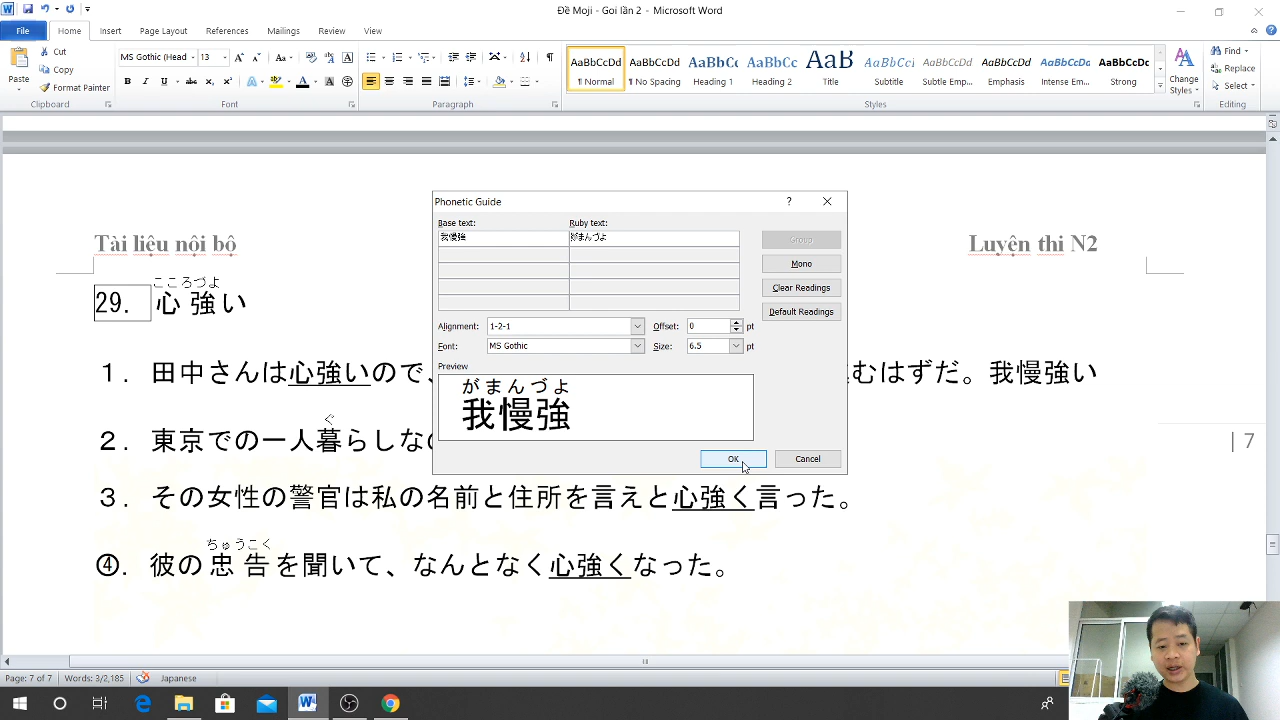 Đề Moji - Goi lần 2 - Microsoft Word
File Home Insert Page Layout References Mailings Review View
Paste Cut Copy Format Painter
MS Gothic (Head 13
AaBbCcDd AaBbCcDd AaBbCc AaBbCc AaB AaBbCcI AaBbCcDd AaBbCcDd AaBbCcDd AaBbCcDc
¶ Normal ¶ No Spacing Heading 1 Heading 2 Title Subtitle Subtle Emp... Emphasis Intense Em... Strong
Change Styles
Find Replace Select
Clipboard Font Paragraph Styles Editing
Tài liêu nôi bô
Luyện thi N2
こころづよ
29. 心強い
1. 田中さんは心強いので、
むはずだ。我慢強い
ぐ
2. 東京での一人暮らしなの
3. その女性の警官は私の名前と住所を言えと心強く言った。
ちゅうこく
④. 彼の忠告を聞いて、なんとなく心強くなった。
| 7
Phonetic Guide
Base text: Ruby text:
我慢強 がまんづよ
Group
Mono
Clear Readings
Default Readings
Alignment: 1-2-1 Offset: 0 pt
Font: MS Gothic Size: 6.5 pt
Preview
がまんづよ
我慢強
OK Cancel
Page: 7 of 7 Words: 3/2,185 Japanese